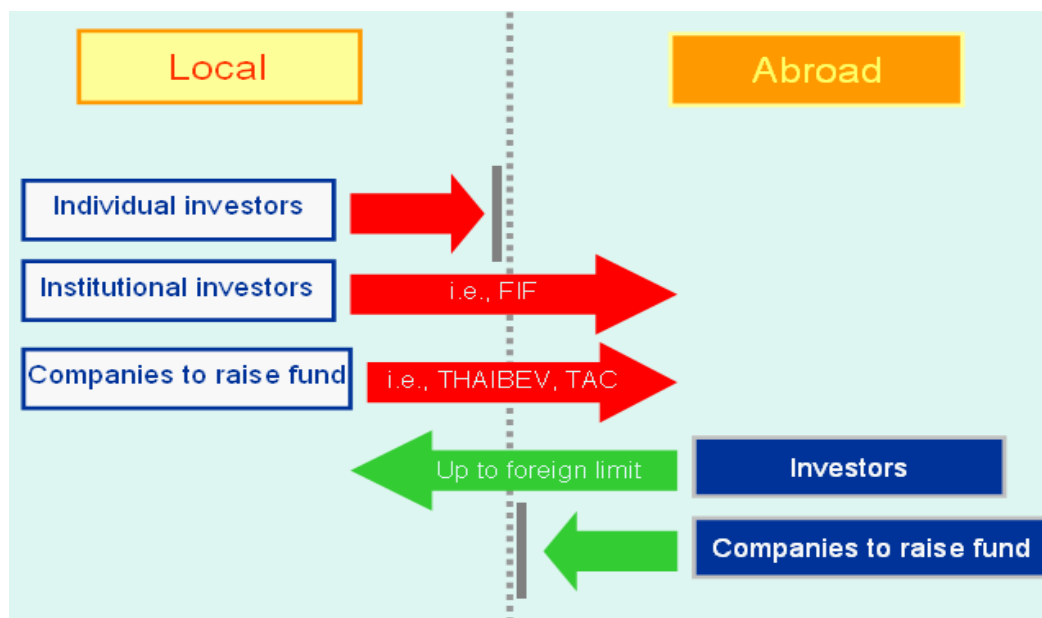 Local
Abroad
Individual investors
Institutional investors
i.e., FIF
Companies to raise fund
i.e., THAIBEV, TAC
Up to foreign limit
Investors
Companies to raise fund